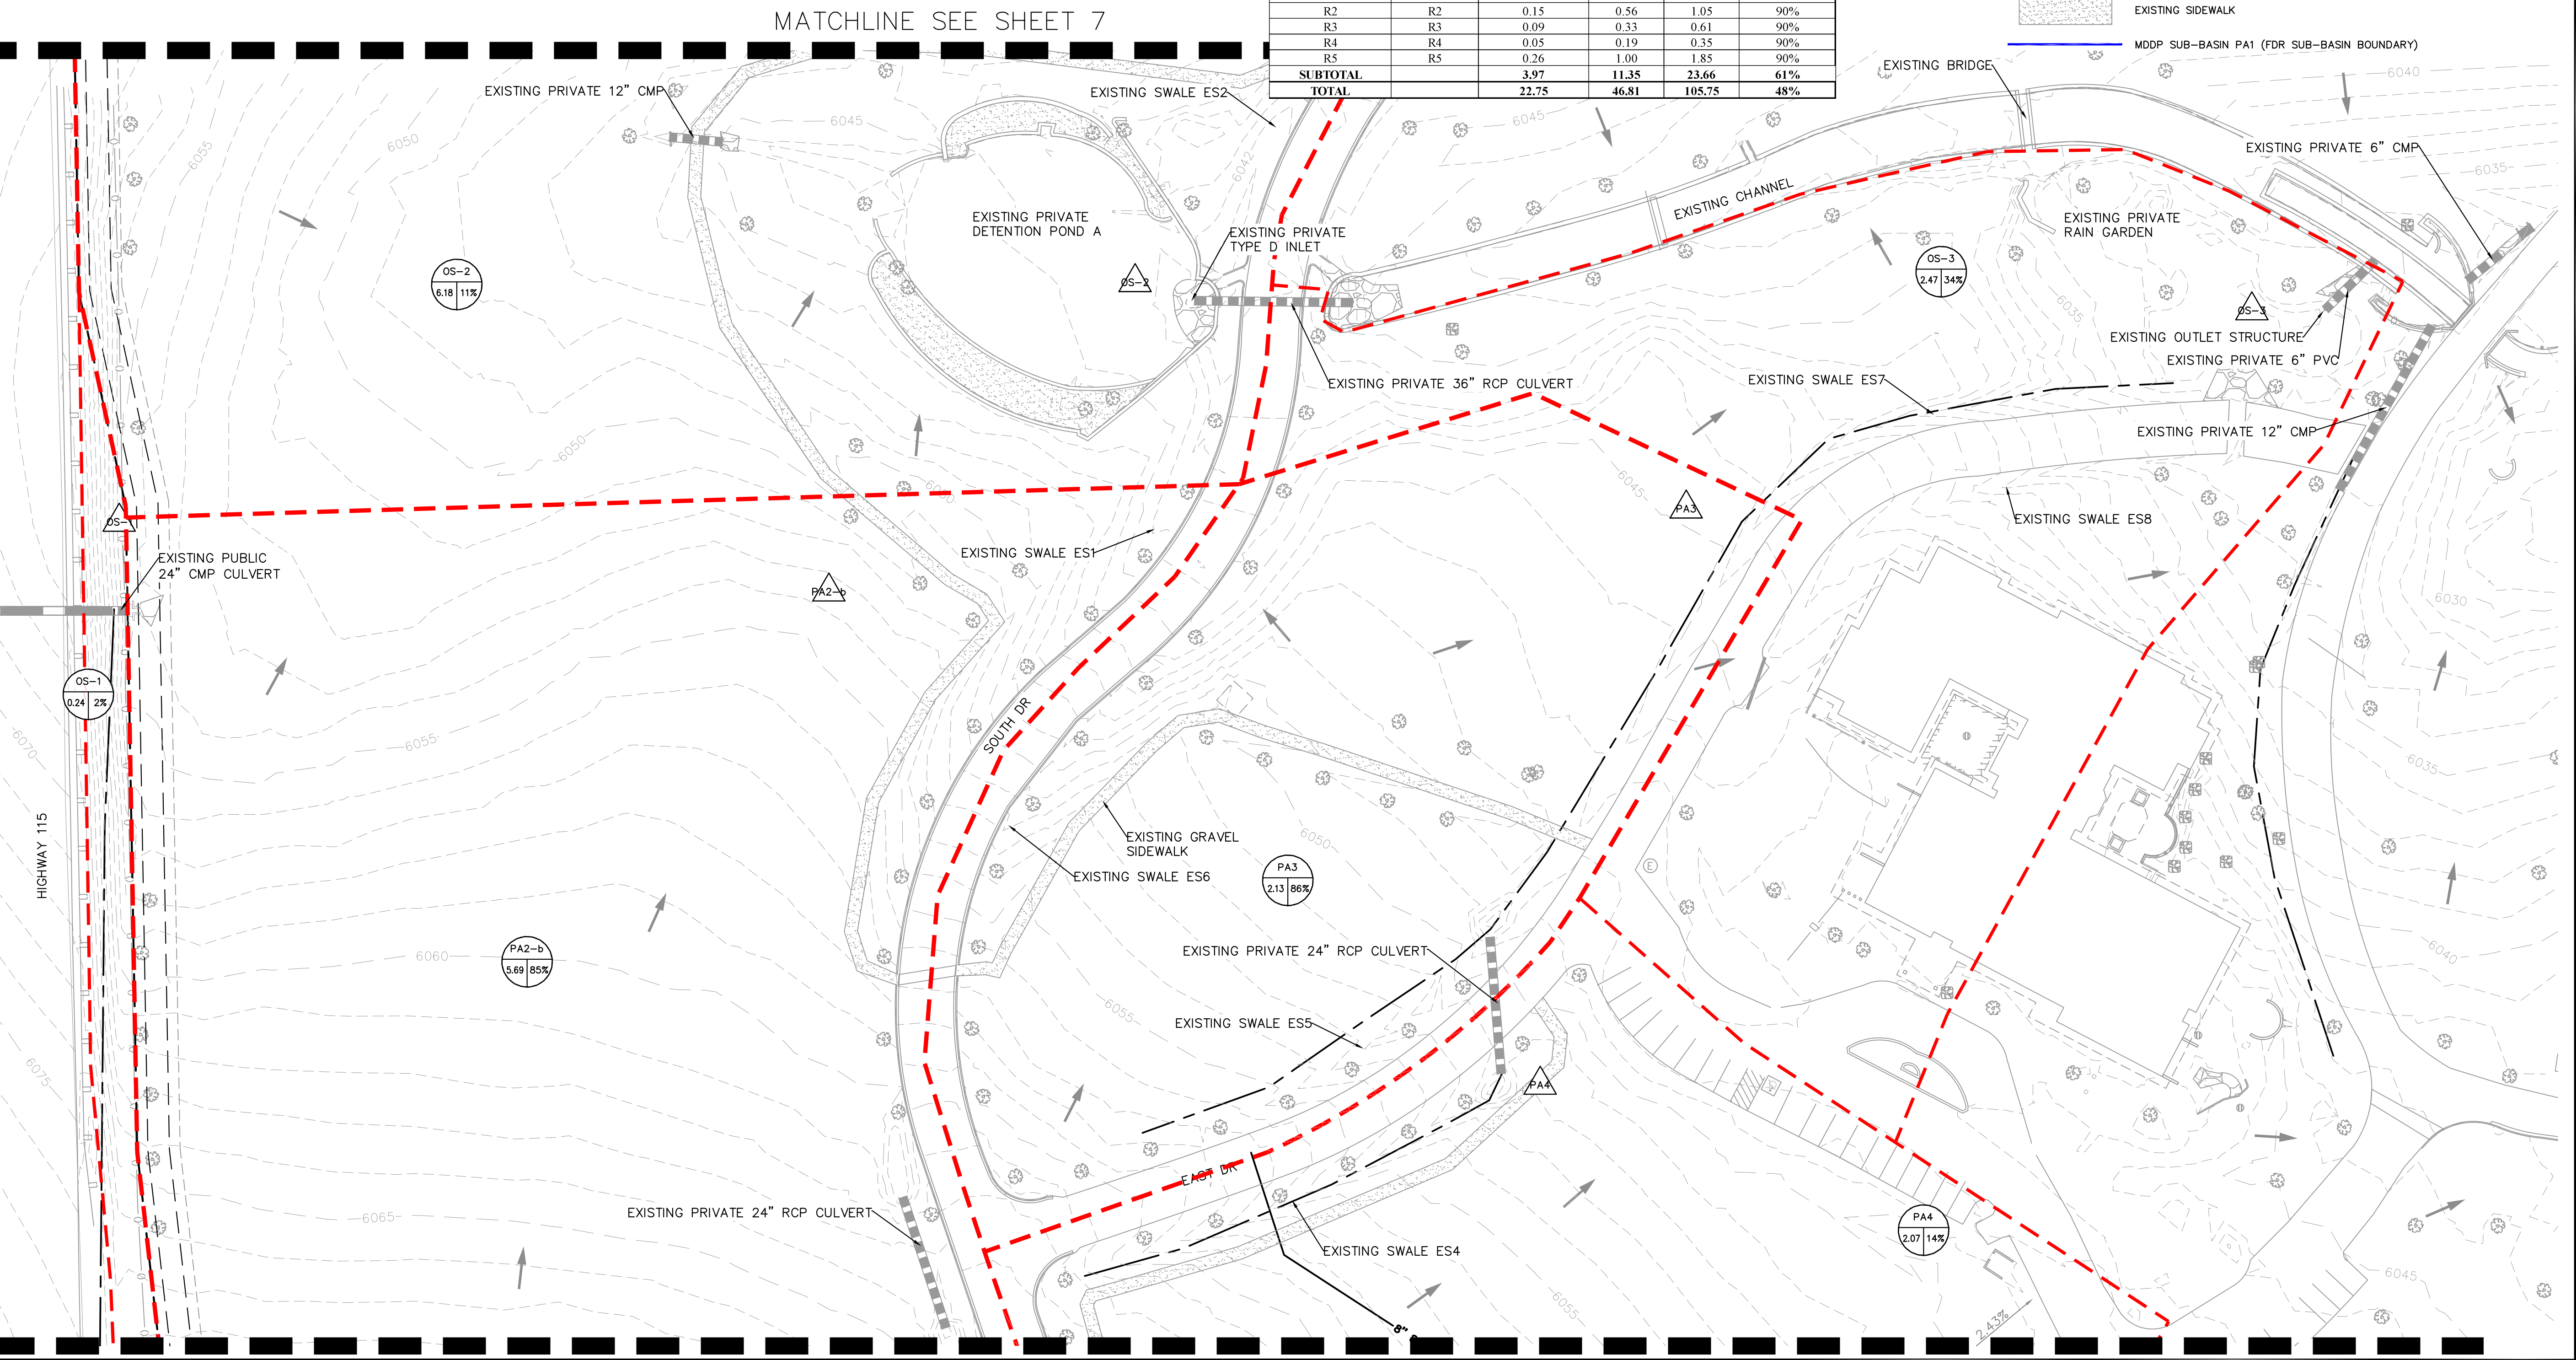 MATCHLINE SEE SHEET 7
R2 R2 0.15 0.56 1.05 90%
R3 R3 0.09 0.33 0.61 90%
R4 R4 0.05 0.19 0.35 90%
R5 R5 0.26 1.00 1.85 90%
SUBTOTAL 3.97 11.35 23.66 61%
TOTAL 22.75 46.81 105.75 48%
EXISTING SIDEWALK
MDDP SUB-BASIN PA1 (FDR SUB-BASIN BOUNDARY)
EXISTING BRIDGE
6040
EXISTING PRIVATE 12" CMP
EXISTING SWALE ES2
6045
6045
6050
6055
6042
EXISTING PRIVATE 6" CMP
6035
EXISTING CHANNEL
EXISTING PRIVATE
DETENTION POND A
EXISTING PRIVATE
TYPE D INLET
EXISTING PRIVATE
RAIN GARDEN
OS-2
6.18 11%
OS-2
OS-3
2.47 34%
OS-3
6035
EXISTING OUTLET STRUCTURE
EXISTING PRIVATE 6" PVC
EXISTING PRIVATE 36" RCP CULVERT
EXISTING SWALE ES7
EXISTING PRIVATE 12" CMP
6050
6045
OS-1
PA3
EXISTING SWALE ES8
EXISTING SWALE ES1
EXISTING PUBLIC
24" CMP CULVERT
PA2-b
6030
OS-1
0.24 2%
SOUTH DR
6070
6055
6035
HIGHWAY 115
EXISTING GRAVEL
SIDEWALK
6050
EXISTING SWALE ES6
PA3
2.13 86%
E
PA2-b
5.69 85%
6060
EXISTING PRIVATE 24" RCP CULVERT
6040
6055
EXISTING SWALE ES5
6075
PA4
EAST DR
6065
EXISTING PRIVATE 24" RCP CULVERT
EXISTING SWALE ES4
PA4
2.07 14%
6045
6055
2.43%
8"